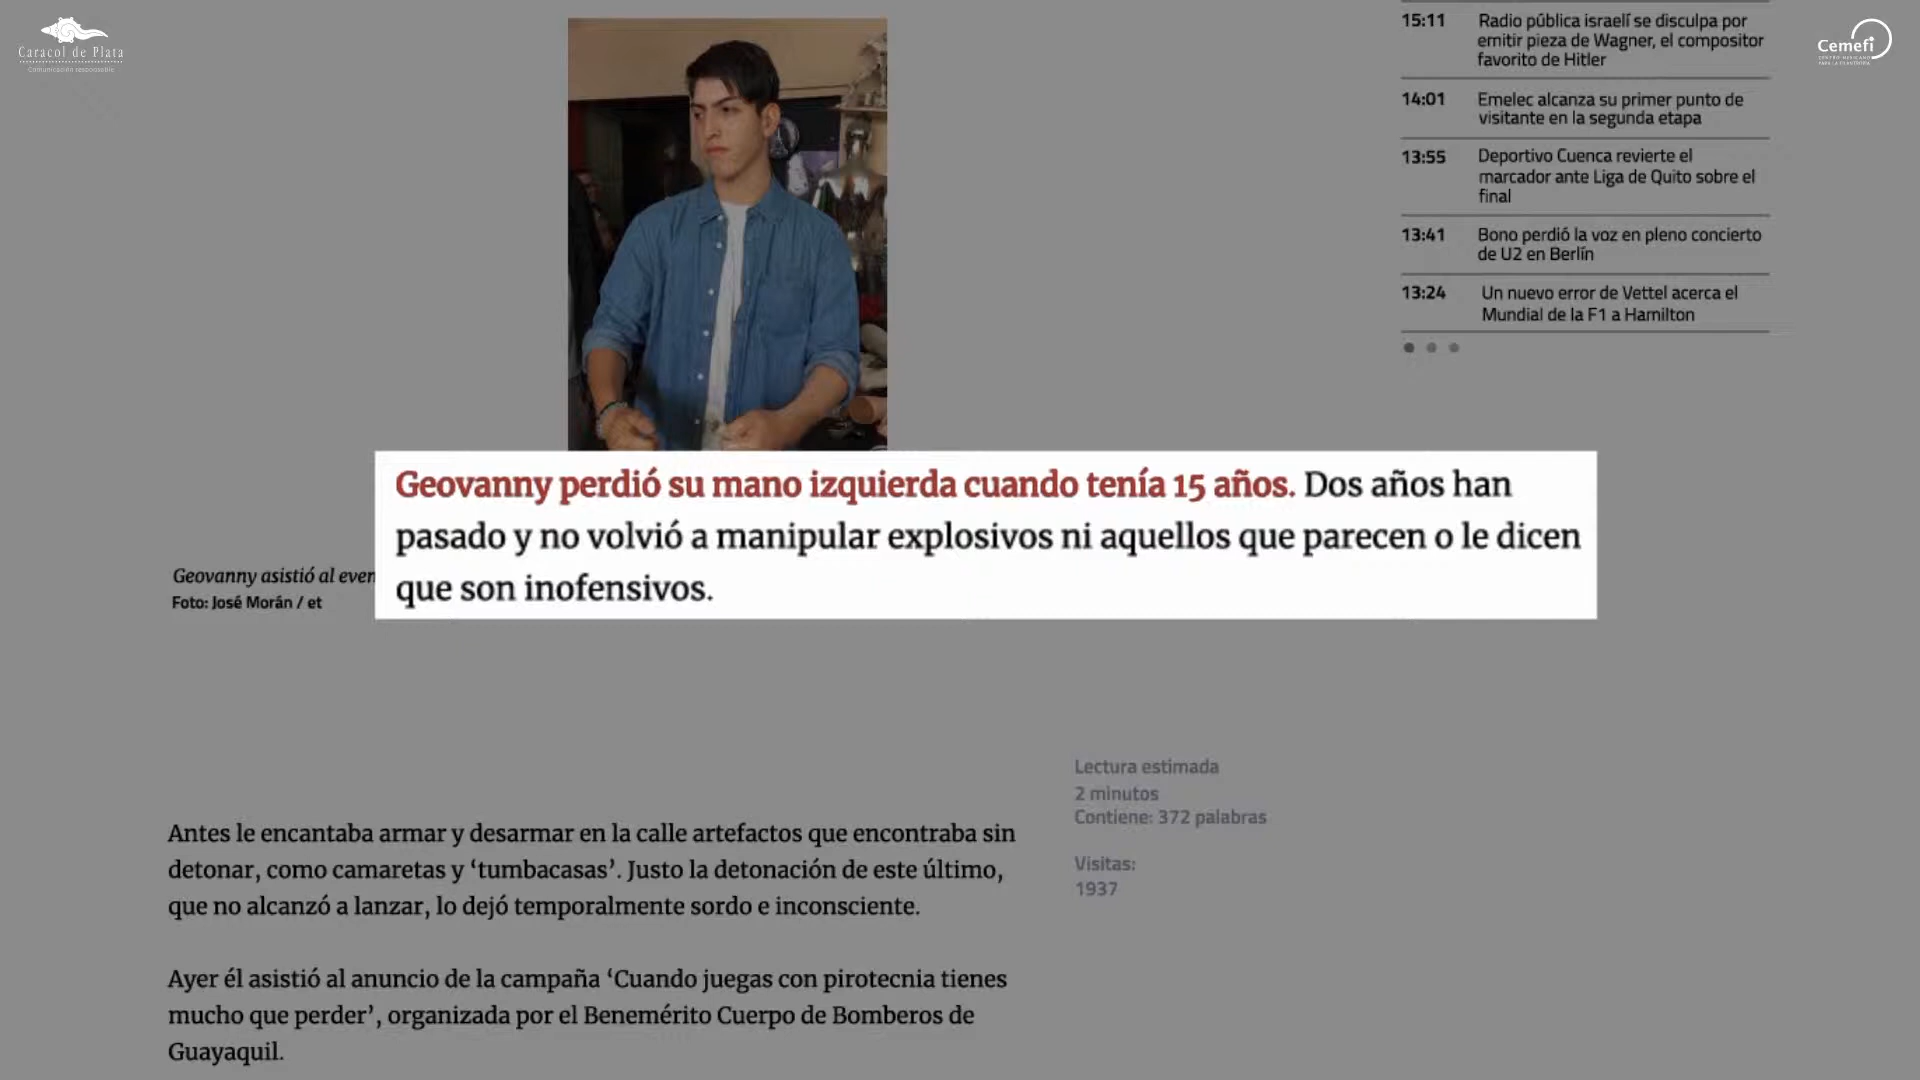 Caracol de Plata
Comunicación responsable
Cemefi
15:11 Radio pública israelí se disculpa por
emitir pieza de Wagner, el compositor
favorito de Hitler
14:01 Emelec alcanza su primer punto de
visitante en la segunda etapa
13:55 Deportivo Cuenca revierte el
marcador ante Liga de Quito sobre el
final
13:41 Bono perdió la voz en pleno concierto
de U2 en Berlín
13:24 Un nuevo error de Vettel acerca el
Mundial de la F1 a Hamilton
Geovanny perdió su mano izquierda cuando tenía 15 años. Dos años han
pasado y no volvió a manipular explosivos ni aquellos que parecen o le dicen
que son inofensivos.
Geovanny asistió al even
Foto: José Morán / et
Lectura estimada
2 minutos
Contiene: 372 palabras
Visitas:
1937
Antes le encantaba armar y desarmar en la calle artefactos que encontraba sin
detonar, como camaretas y ‘tumbacasas’. Justo la detonación de este último,
que no alcanzó a lanzar, lo dejó temporalmente sordo e inconsciente.
Ayer él asistió al anuncio de la campaña ‘Cuando juegas con pirotecnia tienes
mucho que perder’, organizada por el Benemérito Cuerpo de Bomberos de
Guayaquil.